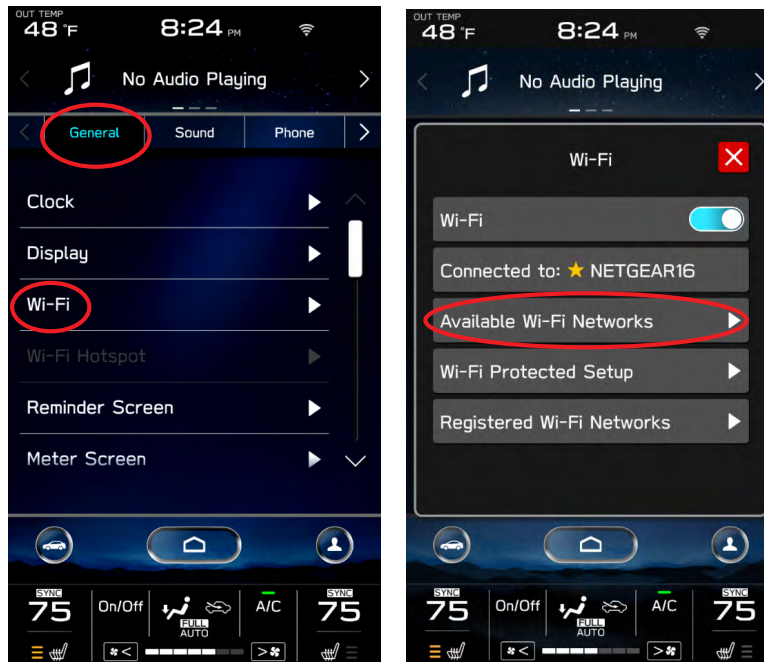 OUT TEMP
48 °F 8:24 PM
No Audio Playing
General Sound Phone
Clock
Display
Wi-Fi
Wi-Fi Hotspot
Reminder Screen
Meter Screen
SYNC SYNC
75 On/Off A/C 75
FULL
AUTO
OUT TEMP
48 °F 8:24 PM
No Audio Playing
Wi-Fi
Wi-Fi
Connected to: ★ NETGEAR16
Available Wi-Fi Networks
Wi-Fi Protected Setup
Registered Wi-Fi Networks
SYNC SYNC
75 On/Off A/C 75
FULL
AUTO